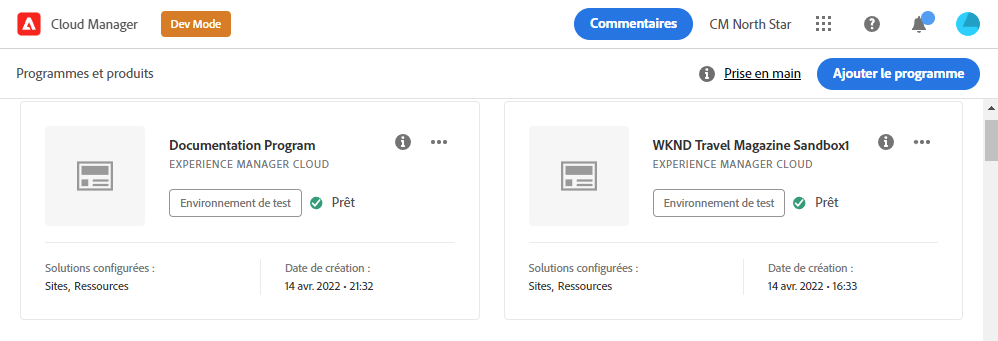 Cloud Manager Dev Mode Commentaires CM North Star
Programmes et produits Prise en main Ajouter le programme
Documentation Program
EXPERIENCE MANAGER CLOUD
Environnement de test Prêt
Solutions configurées : Date de création :
Sites, Ressources 14 avr. 2022 • 21:32
WKND Travel Magazine Sandbox1
EXPERIENCE MANAGER CLOUD
Environnement de test Prêt
Solutions configurées : Date de création :
Sites, Ressources 14 avr. 2022 • 16:33